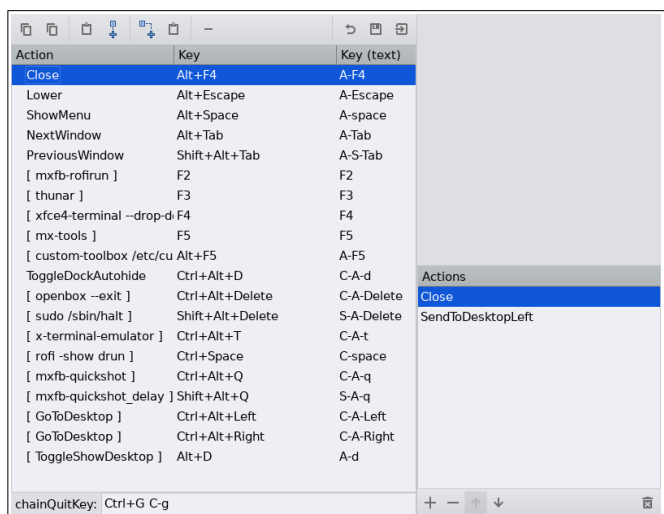 Action Key Key (text)
Close Alt+F4 A-F4
Lower Alt+Escape A-Escape
ShowMenu Alt+Space A-space
NextWindow Alt+Tab A-Tab
PreviousWindow Shift+Alt+Tab A-S-Tab
[ mxfb-rofirun ] F2 F2
[ thunar ] F3 F3
[ xfce4-terminal --drop-d F4 F4
[ mx-tools ] F5 F5
[ custom-toolbox /etc/cu Alt+F5 A-F5
ToggleDockAutohide Ctrl+Alt+D C-A-d
[ openbox --exit ] Ctrl+Alt+Delete C-A-Delete
[ sudo /sbin/halt ] Shift+Alt+Delete S-A-Delete
[ x-terminal-emulator ] Ctrl+Alt+T C-A-t
[ rofi -show drun ] Ctrl+Space C-space
[ mxfb-quickshot ] Ctrl+Alt+Q C-A-q
[ mxfb-quickshot_delay ] Shift+Alt+Q S-A-q
[ GoToDesktop ] Ctrl+Alt+Left C-A-Left
[ GoToDesktop ] Ctrl+Alt+Right C-A-Right
[ ToggleShowDesktop ] Alt+D A-d
chainQuitKey: Ctrl+G C-g
Actions
Close
SendToDesktopLeft